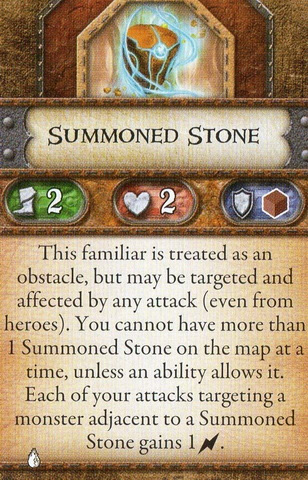 SUMMONED STONE
2 2
This familiar is treated as an
obstacle, but may be targeted and
affected by any attack (even from
heroes). You cannot have more than
1 Summoned Stone on the map at a
time, unless an ability allows it.
Each of your attacks targeting a
monster adjacent to a Summoned
Stone gains 1 .